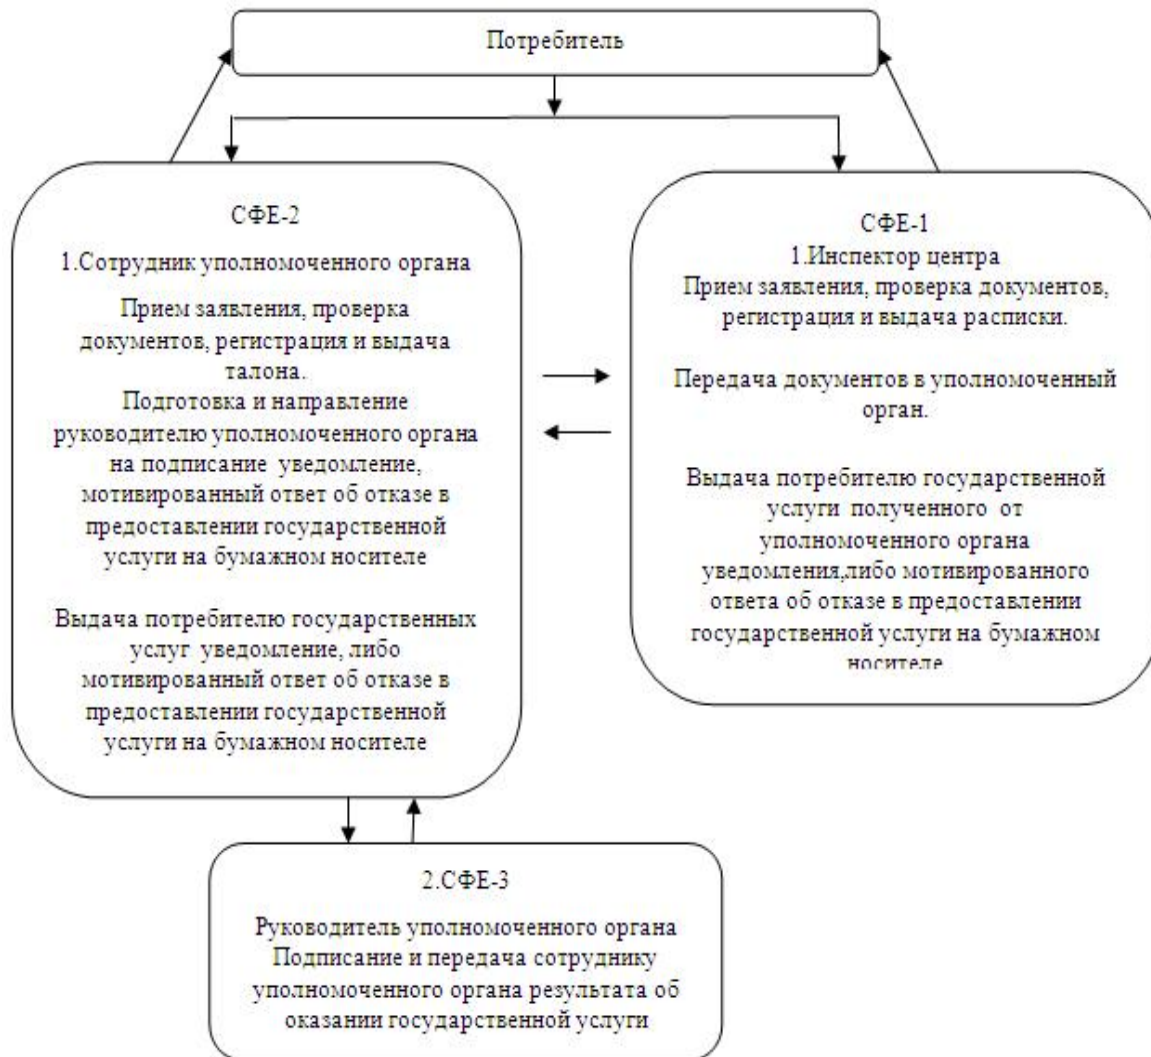 Потребитель
СФЕ-2
1.Сотрудник уполномоченного органа
Прием заявления, проверка
документов, регистрация и выдача
талона.
Подготовка и направление
руководителю уполномоченного органа
на подписание уведомление,
мотивированный ответ об отказе в
предоставлении государственной
услуги на бумажном носителе
Выдача потребителю государственных
услуг уведомление, либо
мотивированный ответ об отказе в
предоставлении государственной
услуги на бумажном носителе
СФЕ-1
1.Инспектор центра
Прием заявления, проверка документов,
регистрация и выдача расписки.
Передача документов в уполномоченный
орган.
Выдача потребителю государственной
услуги полученного от
уполномоченного органа
уведомления,либо мотивированного
ответа об отказе в предоставлении
государственной услуги на бумажном
носителе
2.СФЕ-3
Руководитель уполномоченного органа
Подписание и передача сотруднику
уполномоченного органа результата об
оказании государственной услуги